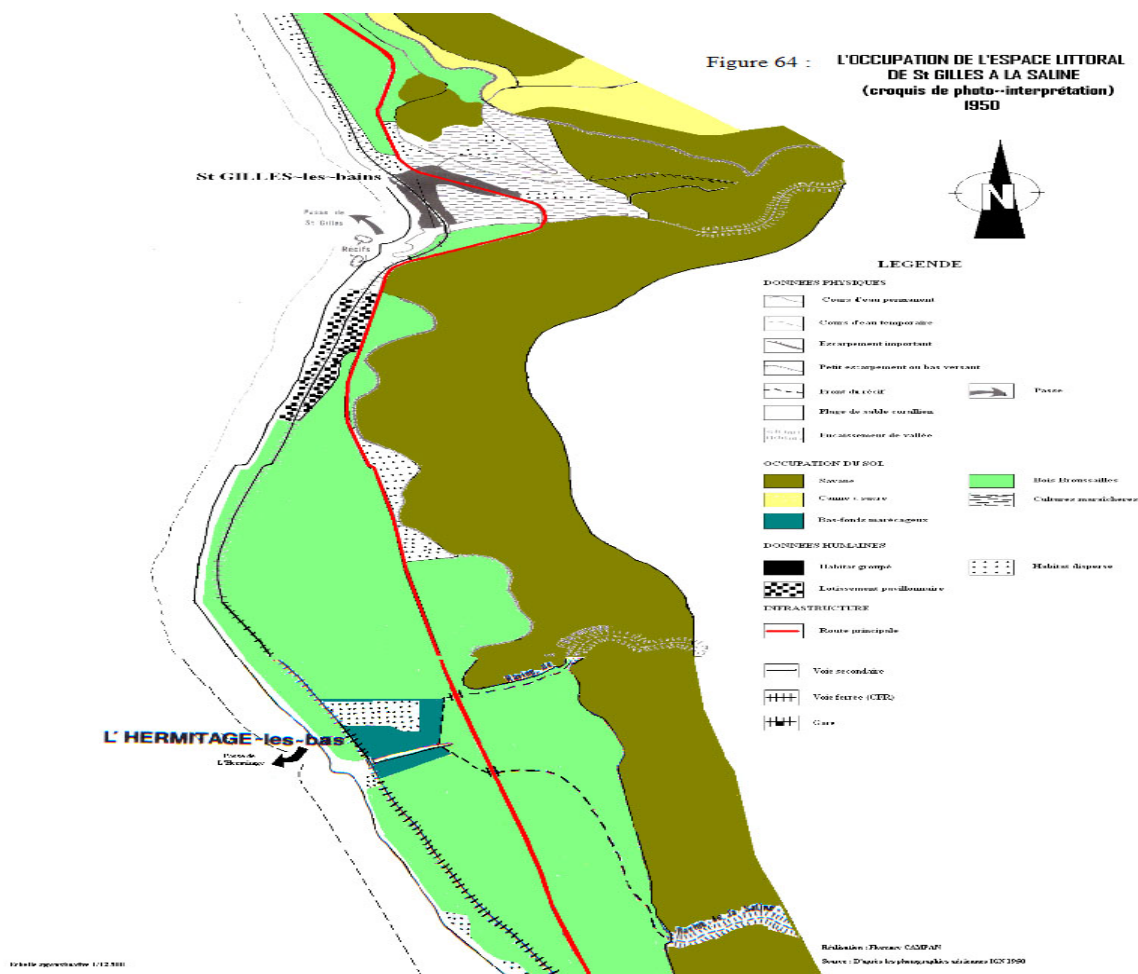 Figure 64 :
L'OCCUPATION DE L'ESPACE LITTORAL
DE St GILLES A LA SALINE
(croquis de photo--interprétation)
1950
St GILLES~les~bains
Passe de
St Gilles
Récifs
N
LEGENDE
DONNEES PHYSIQUES
Cours d'eau permanent
Cours d'eau temporaire
Escarpement important
Petit escarpement ou bas versant
Front du récif
Passe
Plage de sable corallien
Encaissement de vallée
OCCUPATION DU SOL
Savane
Bois Broussailles
Canne à sucre
Cultures maraîchères
Bas-fonds marécageux
DONNEES HUMAINES
Habitat groupé
Habitat disperse
Lotissement pavillonnaire
INFRASTRUCTURE
Route principale
Voie secondaire
Voie ferrée (CFR)
Gare
L'HERMITAGE~les~bas
Passe de
L'Hermitage
Echelle approximative
Réalisation : Florence CAMPAN
Source : D'après les photographies aériennes IGN 1950